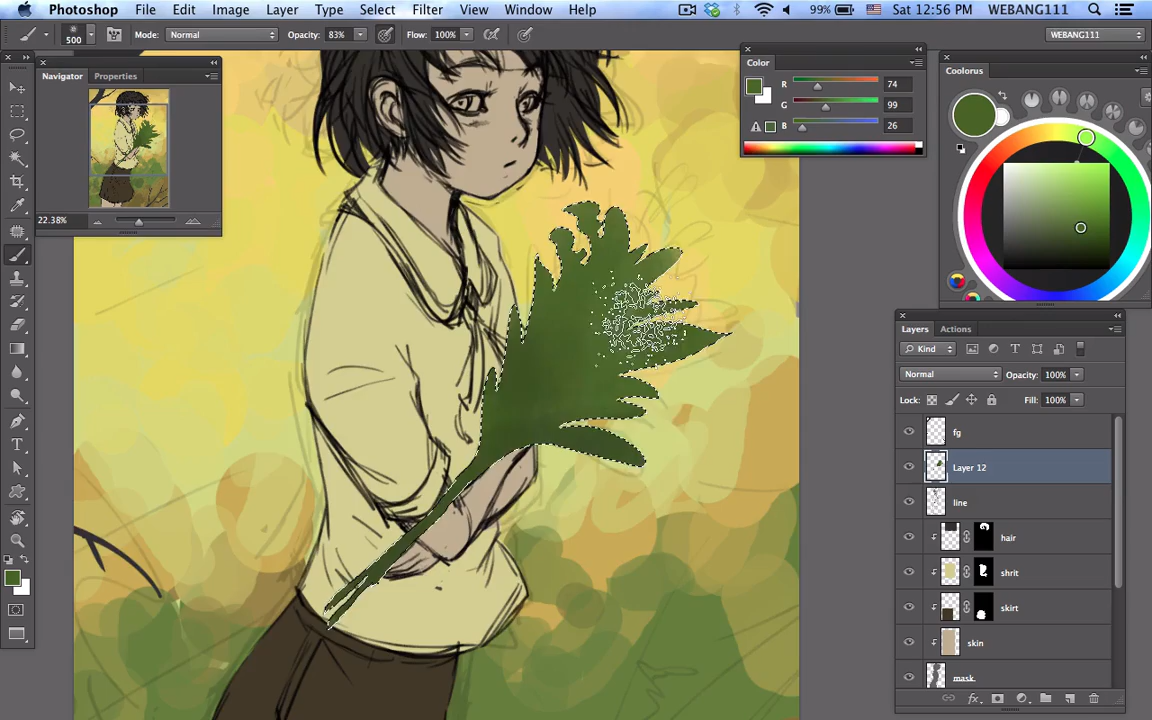 Photoshop File Edit Image Layer Type Select Filter View Window Help 99% Sat 12:56 PM WEBANG111
500 Mode: Normal Opacity: 83% Flow: 100% WEBANG111
Navigator Properties
22.38%
Color
R 74
G 99
B 26
Coolorus
Layers Actions
Kind
Normal Opacity: 100%
Lock: Fill: 100%
fg
Layer 12
line
hair
shrit
skirt
skin
mask.
fx